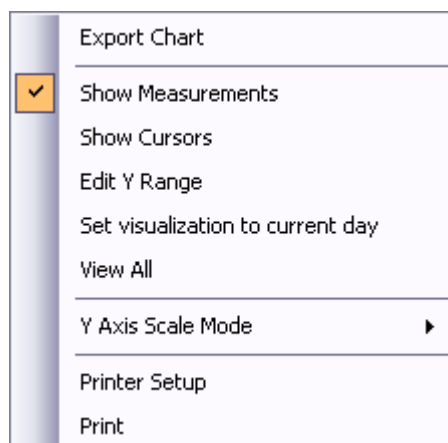 Export Chart
Show Measurements
Show Cursors
Edit Y Range
Set visualization to current day
View All
Y Axis Scale Mode
Printer Setup
Print